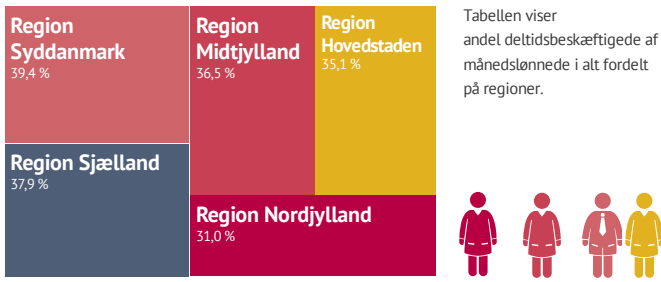 Region
Syddanmark
39,4 %
Region
Midtjylland
36,5 %
Region
Hovedstaden
35,1 %
Region Sjælland
37,9 %
Region Nordjylland
31,0 %
Tabellen viser
andel deltidsbeskæftigede af
månedslønnede i alt fordelt
på regioner.